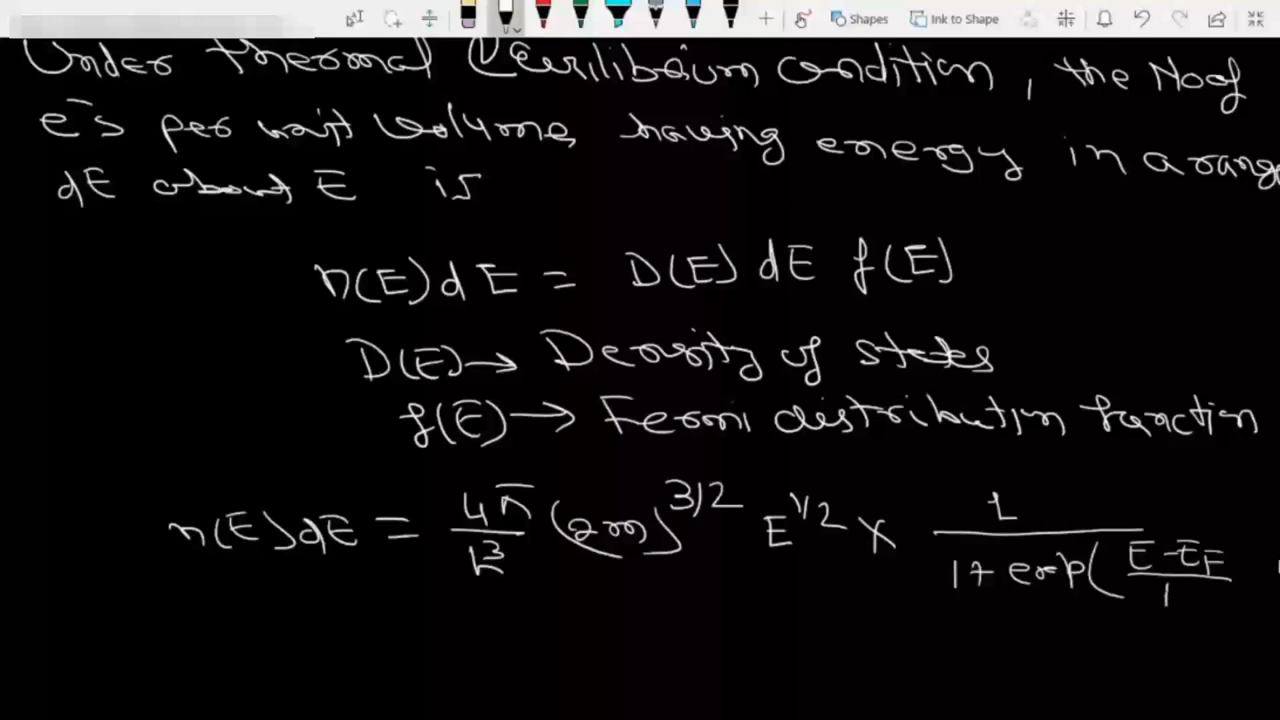 Shapes Ink to Shape
Under thermal Equilibrium condition, the No of
e⁻s per unit volume having energy in a rang
dE about E is
n(E) dE = D(E) dE f(E)
D(E) → Density of states
f(E) → Fermi distribution function
n(E) dE = 4π/h³ (2m)^3/2 E^1/2 × 1/1+exp(E-E_F/